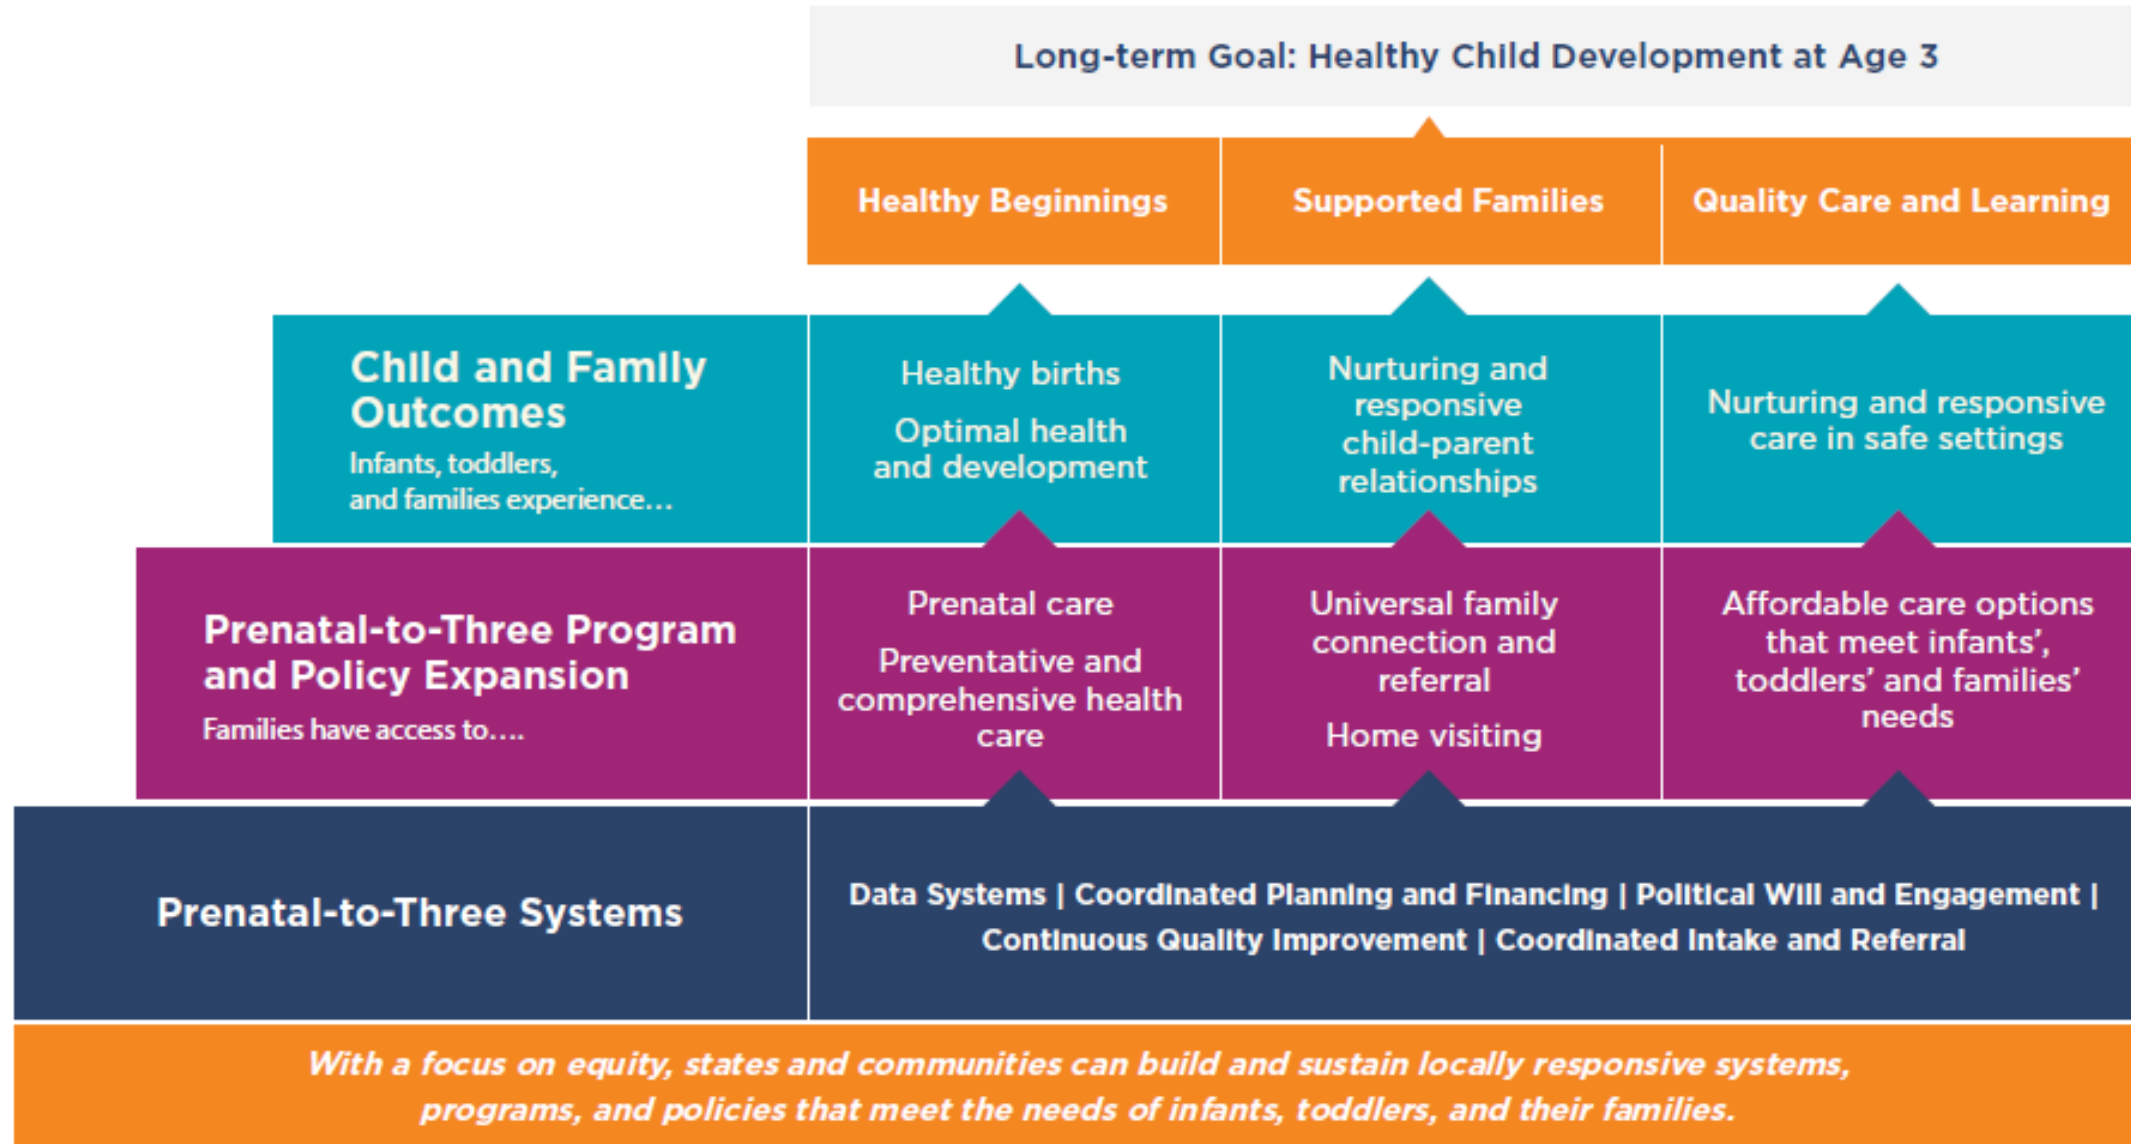 Long-term Goal: Healthy Child Development at Age 3
Healthy Beginnings
Supported Families
Quality Care and Learning
Child and Family
Outcomes
Infants, toddlers,
and families experience...
Healthy births
Optimal health
and development
Nurturing and
responsive
child-parent
relationships
Nurturing and responsive
care in safe settings
Prenatal-to-Three Program
and Policy Expansion
Families have access to....
Prenatal care
Preventative and
comprehensive health
care
Universal family
connection and
referral
Home visiting
Affordable care options
that meet infants’,
toddlers’ and families’
needs
Prenatal-to-Three Systems
Data Systems | Coordinated Planning and Financing | Political Will and Engagement |
Continuous Quality Improvement | Coordinated Intake and Referral
With a focus on equity, states and communities can build and sustain locally responsive systems,
programs, and policies that meet the needs of infants, toddlers, and their families.